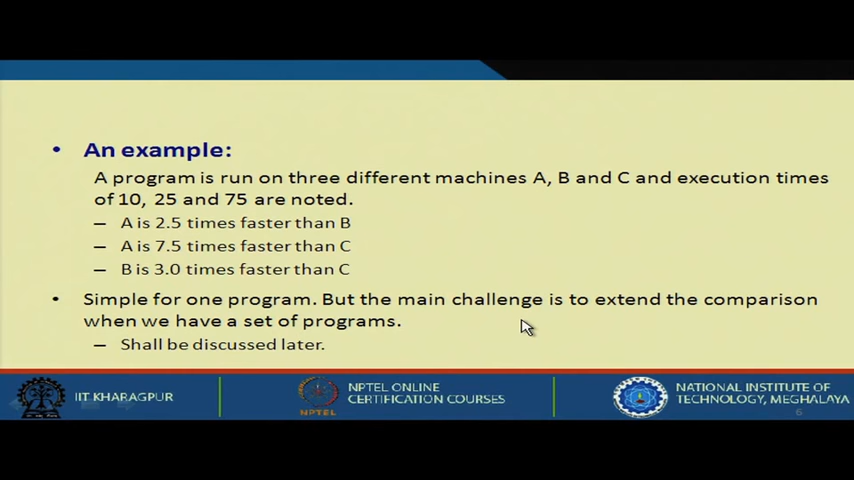 • An example:
A program is run on three different machines A, B and C and execution times
of 10, 25 and 75 are noted.
– A is 2.5 times faster than B
– A is 7.5 times faster than C
– B is 3.0 times faster than C
• Simple for one program. But the main challenge is to extend the comparison
when we have a set of programs.
– Shall be discussed later.
IIT KHARAGPUR
NPTEL
NPTEL ONLINE
CERTIFICATION COURSES
NATIONAL INSTITUTE OF
TECHNOLOGY, MEGHALAYA
6